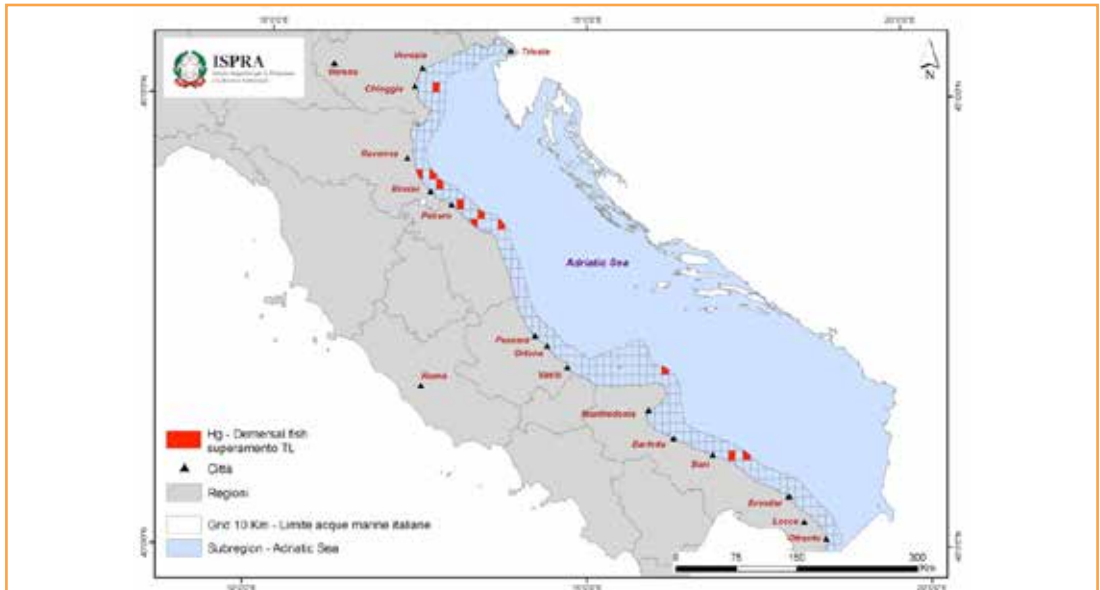 ISPRA
Trieste
Venezia
Verona
Chioggia
Ravenna
Rimini
Pesaro
Adriatic Sea
Pescara
Ortona
Vasto
Roma
Manfredonia
Barletta
Bari
Brindisi
Lecce
Otranto
Hg - Demersal fish
superamento TL
Città
Regioni
Grid 10 Km - Limite acque marine italiane
Subregion - Adriatic Sea
N
0 75 150 300
Km